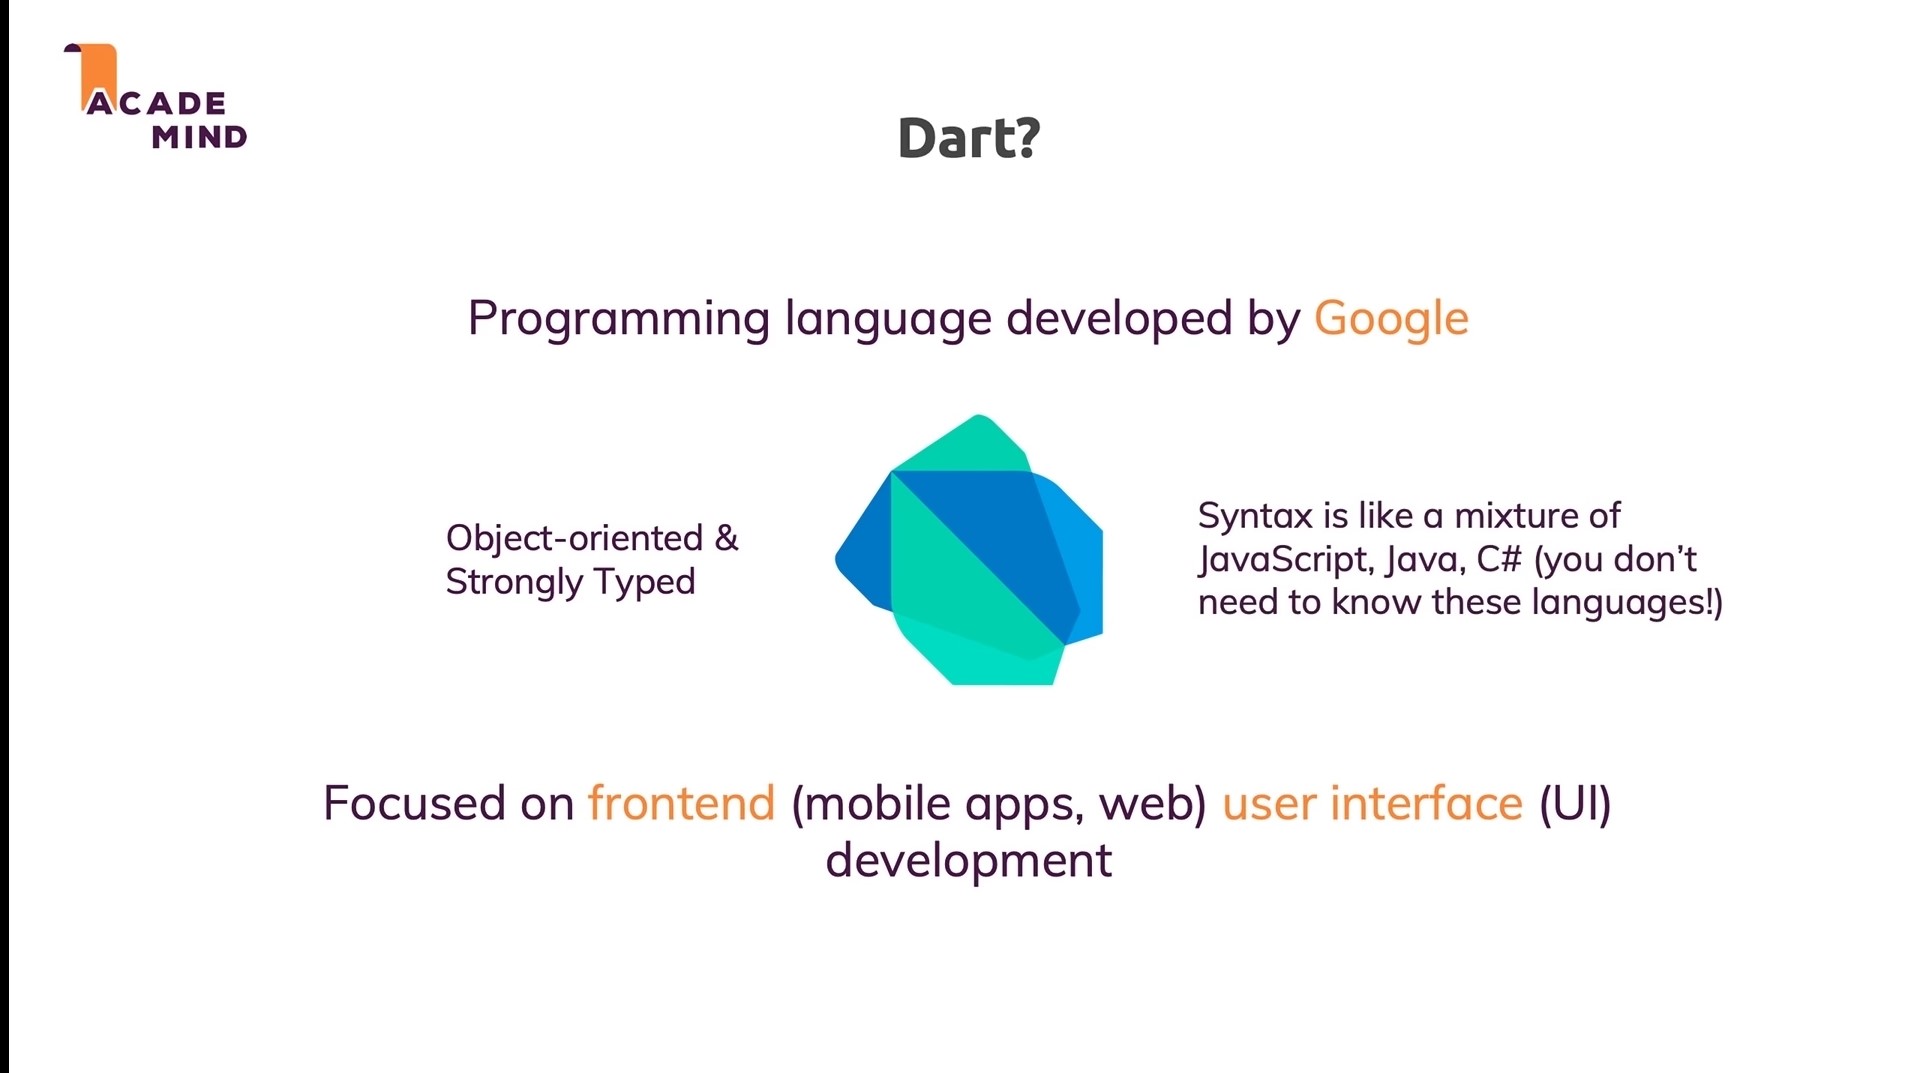 ACADE
MIND
Dart?
Programming language developed by Google
Object-oriented &
Strongly Typed
Syntax is like a mixture of
JavaScript, Java, C# (you don’t
need to know these languages!)
Focused on frontend (mobile apps, web) user interface (UI)
development